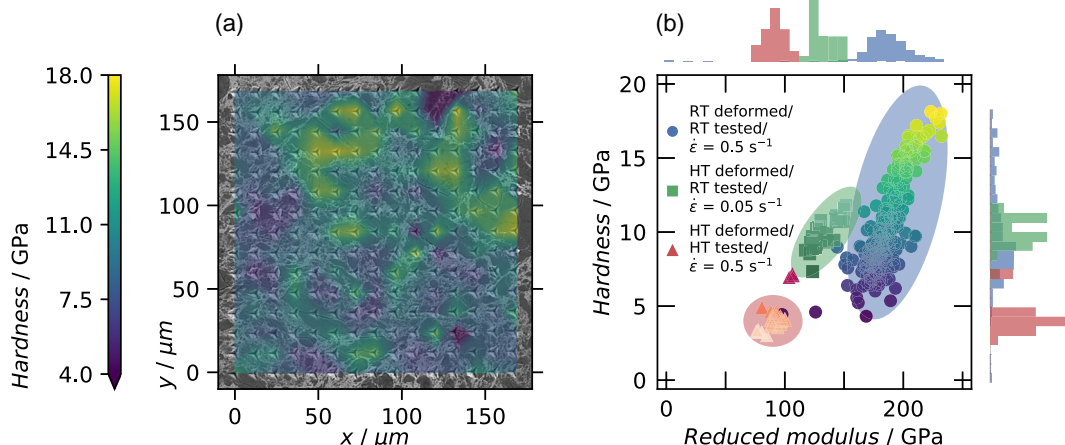 (a)
18.0
14.5
11.0
7.5
4.0
Hardness / GPa
150
100
50
0
y / µm
0 50 100 150
x / µm
(b)
20
15
10
5
0
Hardness / GPa
RT deformed/
RT tested/
ε̇ = 0.5 s⁻¹
HT deformed/
RT tested/
ε̇ = 0.05 s⁻¹
HT deformed/
HT tested/
ε̇ = 0.5 s⁻¹
0 100 200
Reduced modulus / GPa